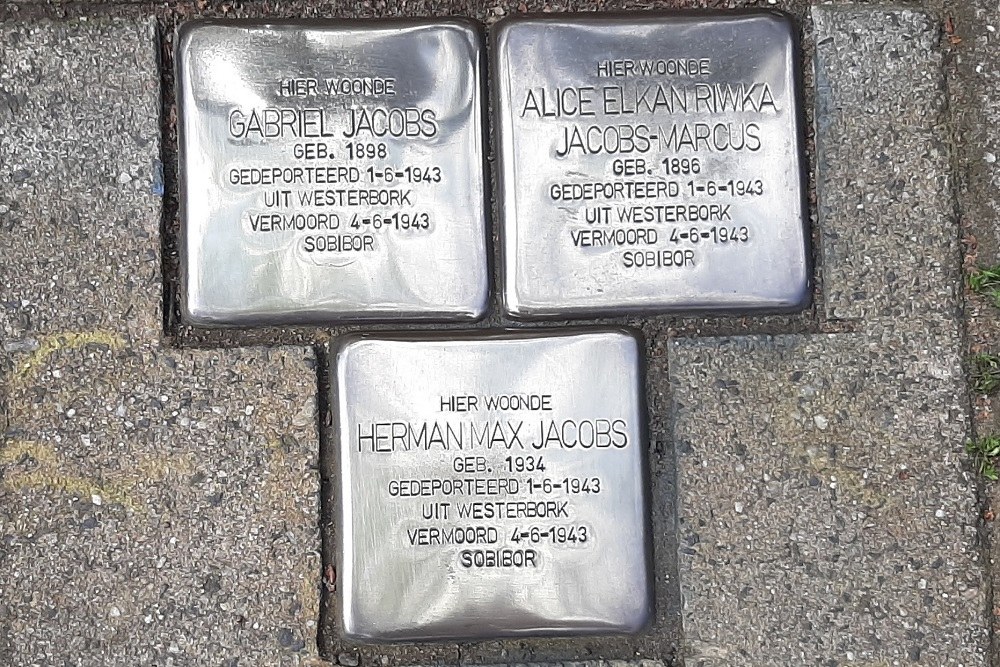 HIER WOONDE
GABRIEL JACOBS
GEB. 1898
GEDEPORTEERD 1-6-1943
UIT WESTERBORK
VERMOORD 4-6-1943
SOBIBOR
HIER WOONDE
ALICE ELKAN RIWKA
JACOBS-MARCUS
GEB. 1896
GEDEPORTEERD 1-6-1943
UIT WESTERBORK
VERMOORD 4-6-1943
SOBIBOR
HIER WOONDE
HERMAN MAX JACOBS
GEB. 1934
GEDEPORTEERD 1-6-1943
UIT WESTERBORK
VERMOORD 4-6-1943
SOBIBOR